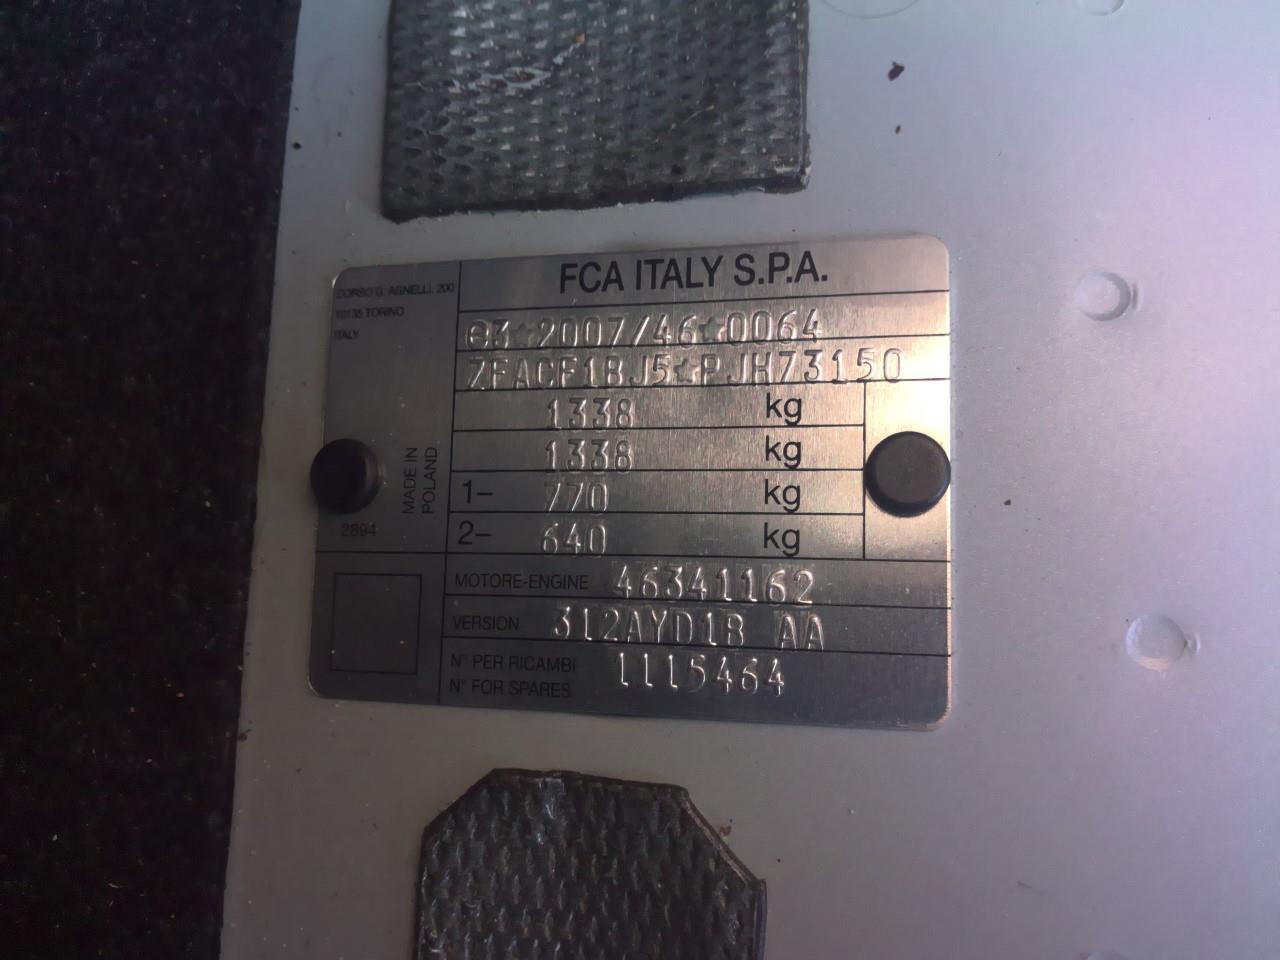 FCA ITALY S.P.A.
CORSO G. AGNELLI, 200
10135 TORINO
ITALY
e3*2007/46*0064
ZFACF1BJ5*PJH73150
1338 kg
1338 kg
1- 770 kg
2- 640 kg
MADE IN
POLAND
2894
MOTORE-ENGINE 46341162
VERSION 312AYD1B AA
N° PER RICAMBI
N° FOR SPARES
1115464